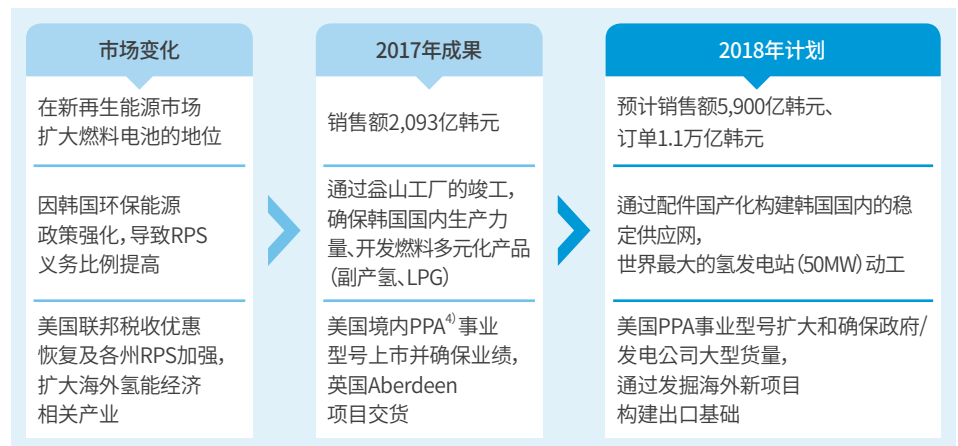 市场变化
在新再生能源市场
扩大燃料电池的地位
因韩国环保能源
政策强化，导致RPS
义务比例提高
美国联邦税收优惠
恢复及各州RPS加强，
扩大海外氢能经济
相关产业
2017年成果
销售额2,093亿韩元
通过益山工厂的竣工，
确保韩国国内生产力
量、开发燃料多元化产品
（副产氢、LPG）
美国境内PPA4）事业
型号上市并确保业绩，
英国Aberdeen
项目交货
2018年计划
预计销售额5,900亿韩元、
订单1.1万亿韩元
通过配件国产化构建韩国国内的稳
定供应网，
世界最大的氢发电站（50MW）动工
美国PPA事业型号扩大和确保政府/
发电公司大型货量，
通过发掘海外新项目
构建出口基础